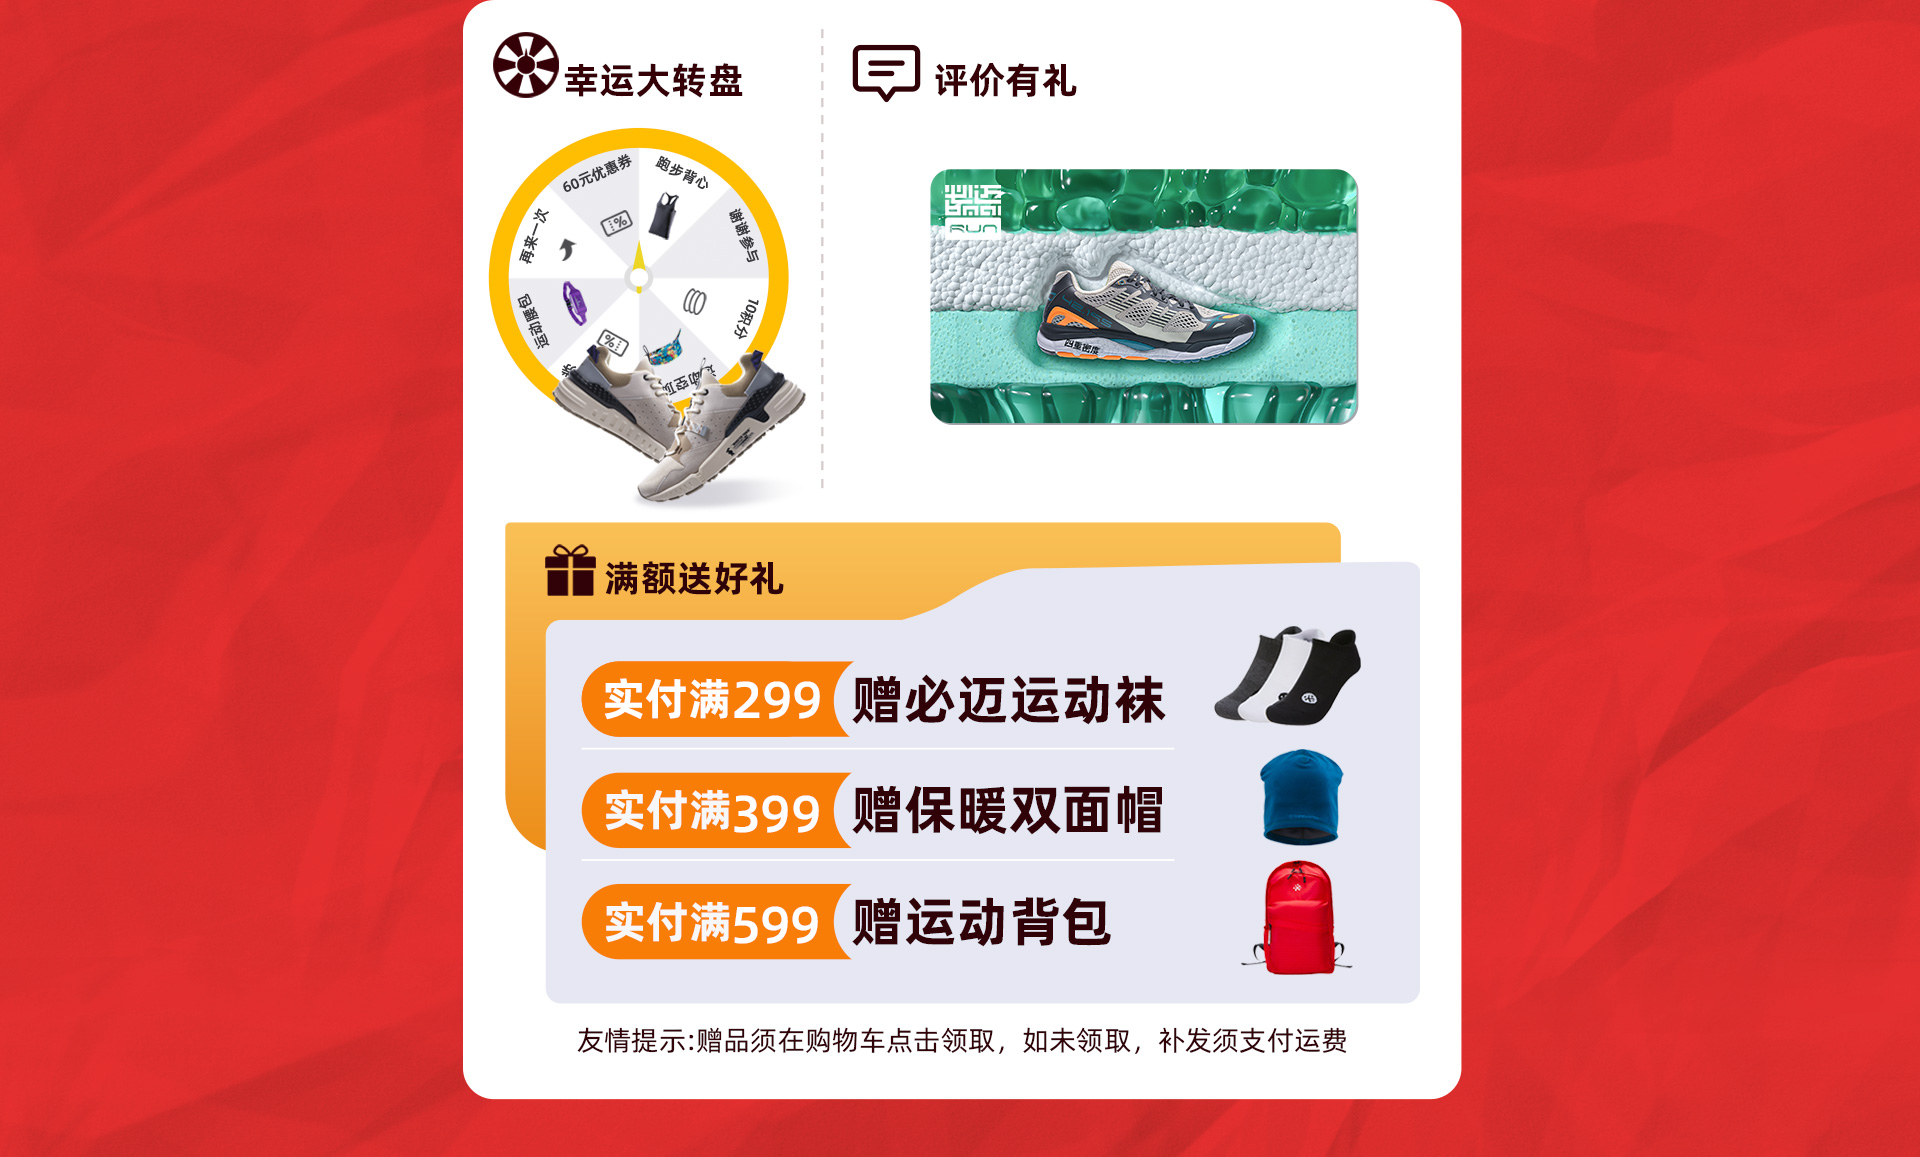 幸运大转盘
评价有礼
60元优惠券
跑步背心
谢谢参与
10积分
再来一次
运动腰包
RUN
四重密度
满额送好礼
实付满299
赠必迈运动袜
实付满399
赠保暖双面帽
实付满599
赠运动背包
友情提示:赠品须在购物车点击领取，如未领取，补发须支付运费